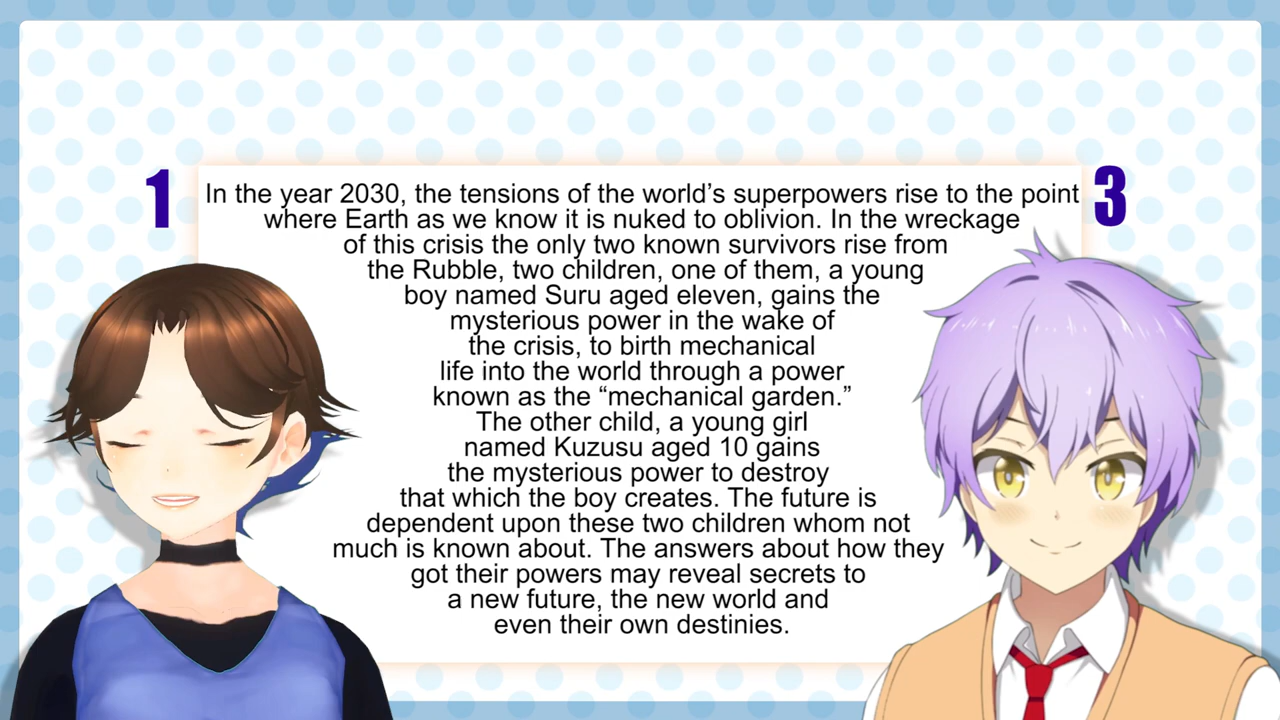 1
3
In the year 2030, the tensions of the world’s superpowers rise to the point
where Earth as we know it is nuked to oblivion. In the wreckage
of this crisis the only two known survivors rise from
the Rubble, two children, one of them, a young
boy named Suru aged eleven, gains the
mysterious power in the wake of
the crisis, to birth mechanical
life into the world through a power
known as the “mechanical garden.”
The other child, a young girl
named Kuzusu aged 10 gains
the mysterious power to destroy
that which the boy creates. The future is
dependent upon these two children whom not
much is known about. The answers about how they
got their powers may reveal secrets to
a new future, the new world and
even their own destinies.